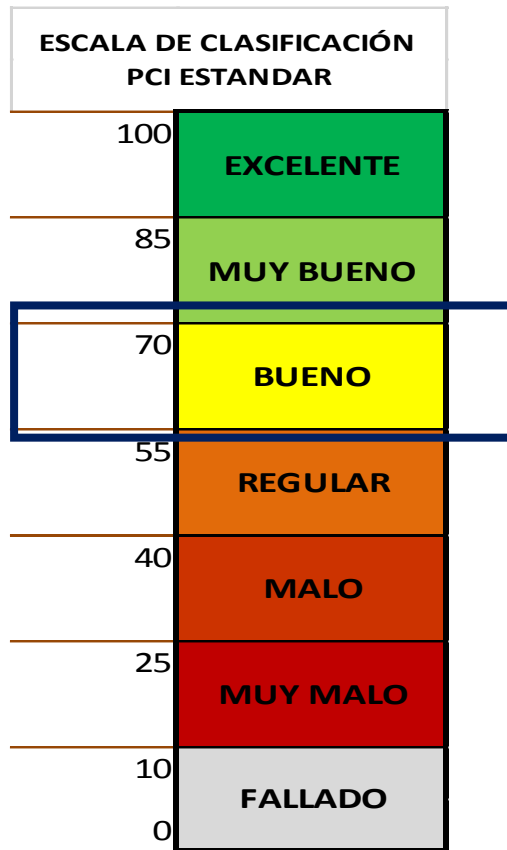 ESCALA DE CLASIFICACIÓN
PCI ESTANDAR
100
EXCELENTE
85
MUY BUENO
70
BUENO
55
REGULAR
40
MALO
25
MUY MALO
10
FALLADO
0